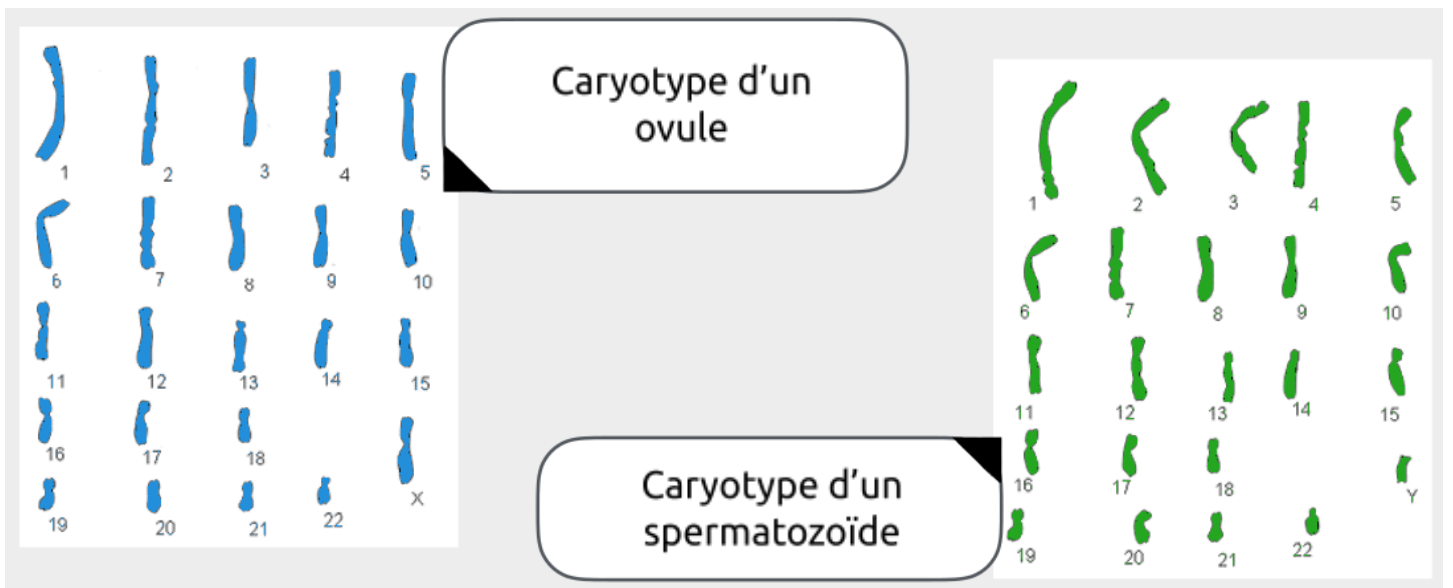 Caryotype d'un
ovule
1 2 3 4 5
6 7 8 9 10
11 12 13 14 15
16 17 18
19 20 21 22 X
Caryotype d'un
spermatozoïde
1 2 3 4 5
6 7 8 9 10
11 12 13 14 15
16 17 18 Y
19 20 21 22